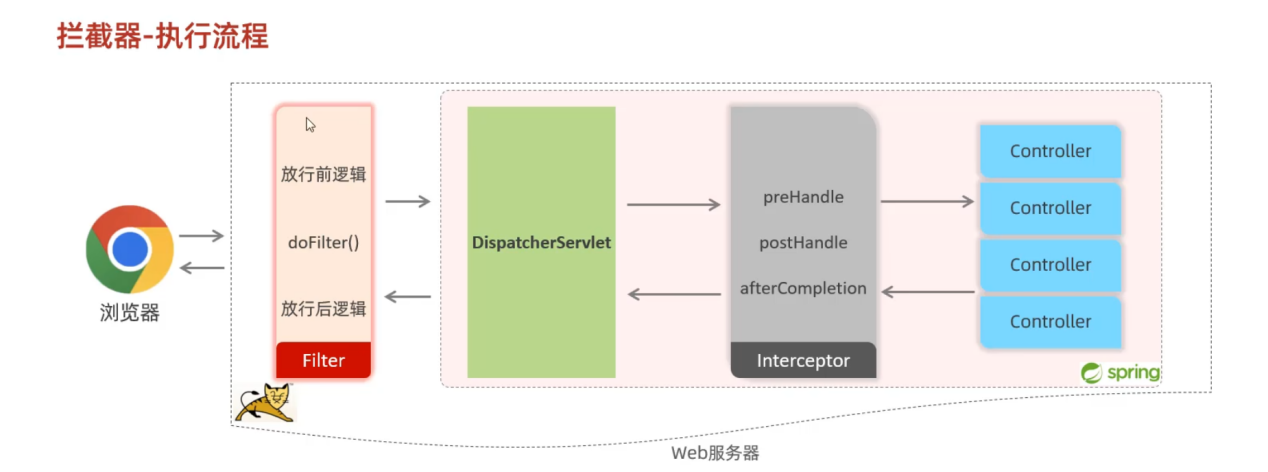 拦截器-执行流程
浏览器
放行前逻辑
doFilter()
放行后逻辑
Filter
DispatcherServlet
preHandle
postHandle
afterCompletion
Interceptor
Controller
Controller
Controller
Controller
spring
Web服务器